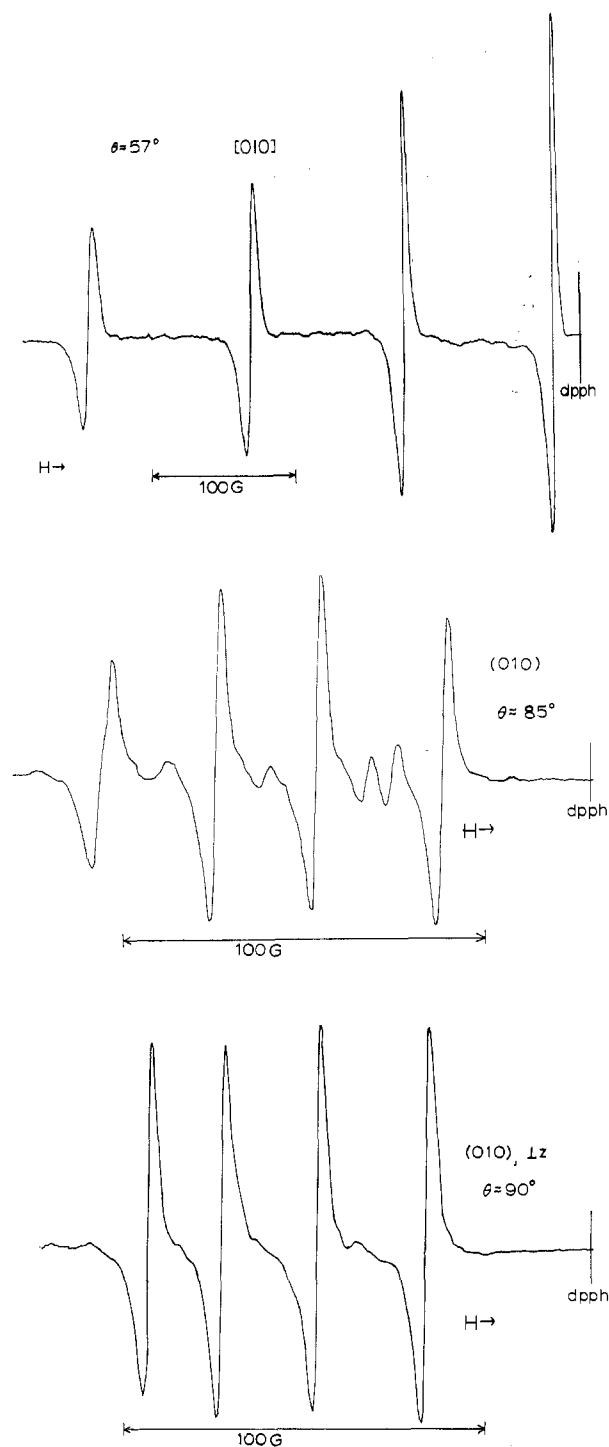 θ≈57° [010]
dpph
H→
100G
(010)
θ≈85°
dpph
H→
100G
(010), ⊥z
θ≈90°
dpph
H→
100G